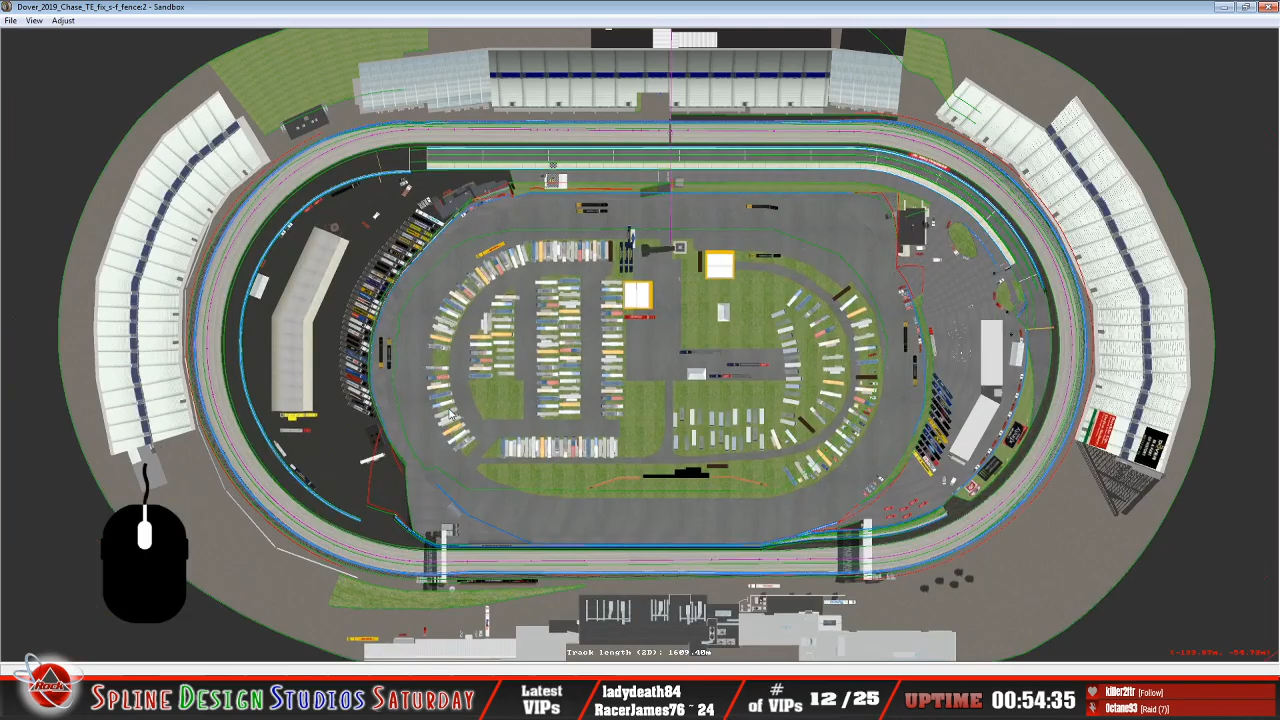 Dover_2019_Chase_TE_fix_s-f_fence:2 - Sandbox
File View Adjust
Track length (2D): 1609.40m
SPLINE DESIGN STUDIOS SATURDAY
Latest
VIPs
ladydeath84
RacerJames76 ~ 24
#
of VIPs
12 / 25
UPTIME
00:54:35
killer2ltr [Follow]
Octane93 [Raid (7)]